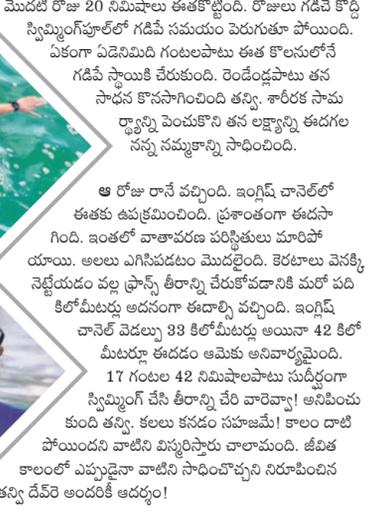 మొదటి రోజు 20 నిమిషాలు ఈతకొట్టింది. రోజులు గడిచే కొద్దీ
స్విమ్మింగ్‌పూల్‌లో గడిపే సమయం పెరుగుతూ పోయింది.
ఏకంగా ఏడెనిమిది గంటలపాటు ఈత కొలనులోనే
గడిపే స్థాయికి చేరుకుంది. రెండేండ్లపాటు తన
సాధన కొనసాగించింది తన్వి. శారీరక సామ
ర్థ్యాన్ని పెంచుకొని తన లక్ష్యాన్ని ఈదగల
నన్న నమ్మకాన్ని సాధించింది.
ఆ రోజు రానే వచ్చింది. ఇంగ్లిష్ చానెల్‌లో
ఈతకు ఉపక్రమించింది. ప్రశాంతంగా ఈదసా
గింది. ఇంతలో వాతావరణ పరిస్థితులు మారిపో
యాయి. అలలు ఎగిసిపడటం మొదలైంది. కెరటాలు వెనక్కి
నెట్టేయడం వల్ల ఫ్రాన్స్ తీరాన్ని చేరుకోవడానికి మరో పది
కిలోమీటర్లు అదనంగా ఈదాల్సి వచ్చింది. ఇంగ్లిష్
చానెల్ వెడల్పు 33 కిలోమీటర్లు అయినా 42 కిలో
మీటర్లూ ఈదడం ఆమెకు అనివార్యమైంది.
17 గంటల 42 నిమిషాలపాటు సుదీర్ఘంగా
స్విమ్మింగ్ చేసి తీరాన్ని చేరి వారెవ్వా! అనిపించు
కుంది తన్వి. కలలు కనడం సహజమే! కాలం దాటి
పోయిందని వాటిని విస్మరిస్తారు చాలామంది. జీవిత
కాలంలో ఎప్పుడైనా వాటిని సాధించొచ్చని నిరూపించిన
తన్వి దేవ్‌రె అందరికీ ఆదర్శం!